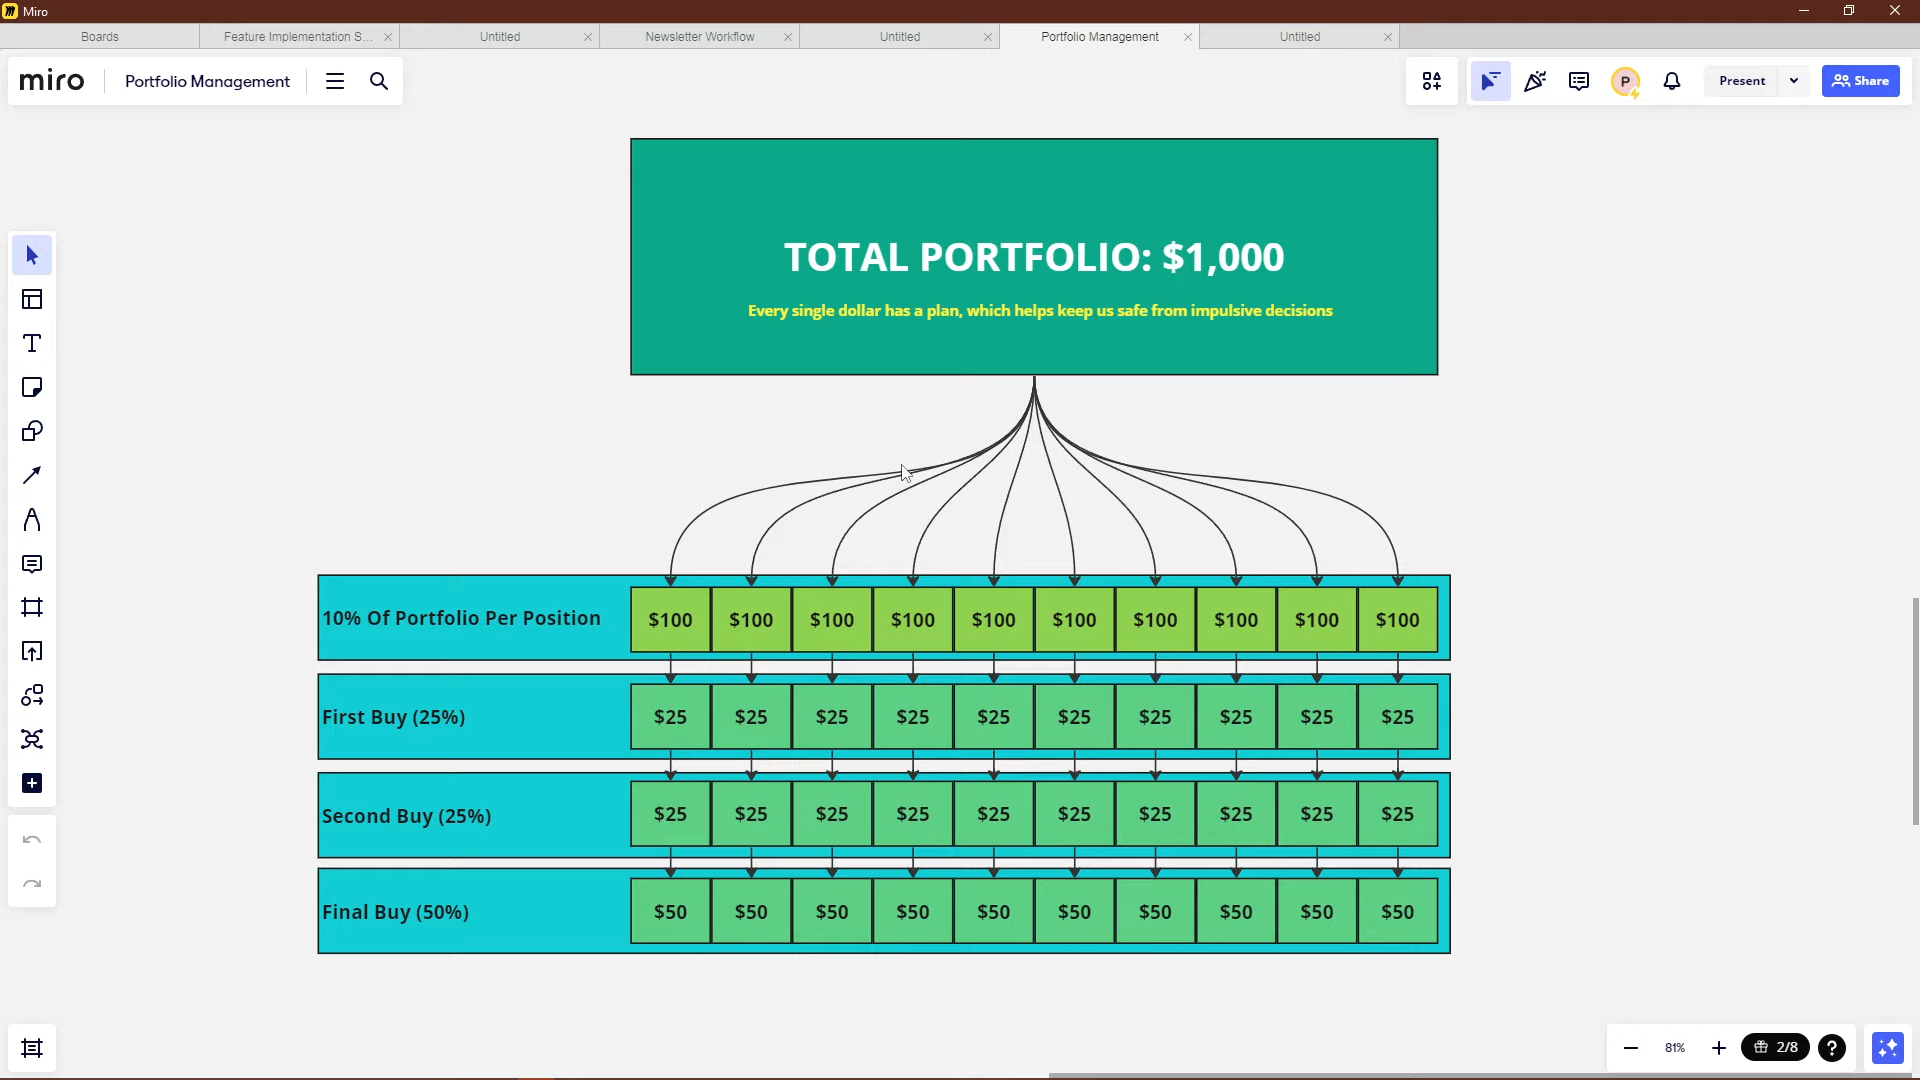 Miro
Boards
Feature Implementation S...
Untitled
Newsletter Workflow
Untitled
Portfolio Management
Untitled
miro
Portfolio Management
P
Present
Share
TOTAL PORTFOLIO: $1,000
Every single dollar has a plan, which helps keep us safe from impulsive decisions
10% Of Portfolio Per Position $100 $100 $100 $100 $100 $100 $100 $100 $100 $100
First Buy (25%) $25 $25 $25 $25 $25 $25 $25 $25 $25 $25
Second Buy (25%) $25 $25 $25 $25 $25 $25 $25 $25 $25 $25
Final Buy (50%) $50 $50 $50 $50 $50 $50 $50 $50 $50 $50
81%
2/8
?